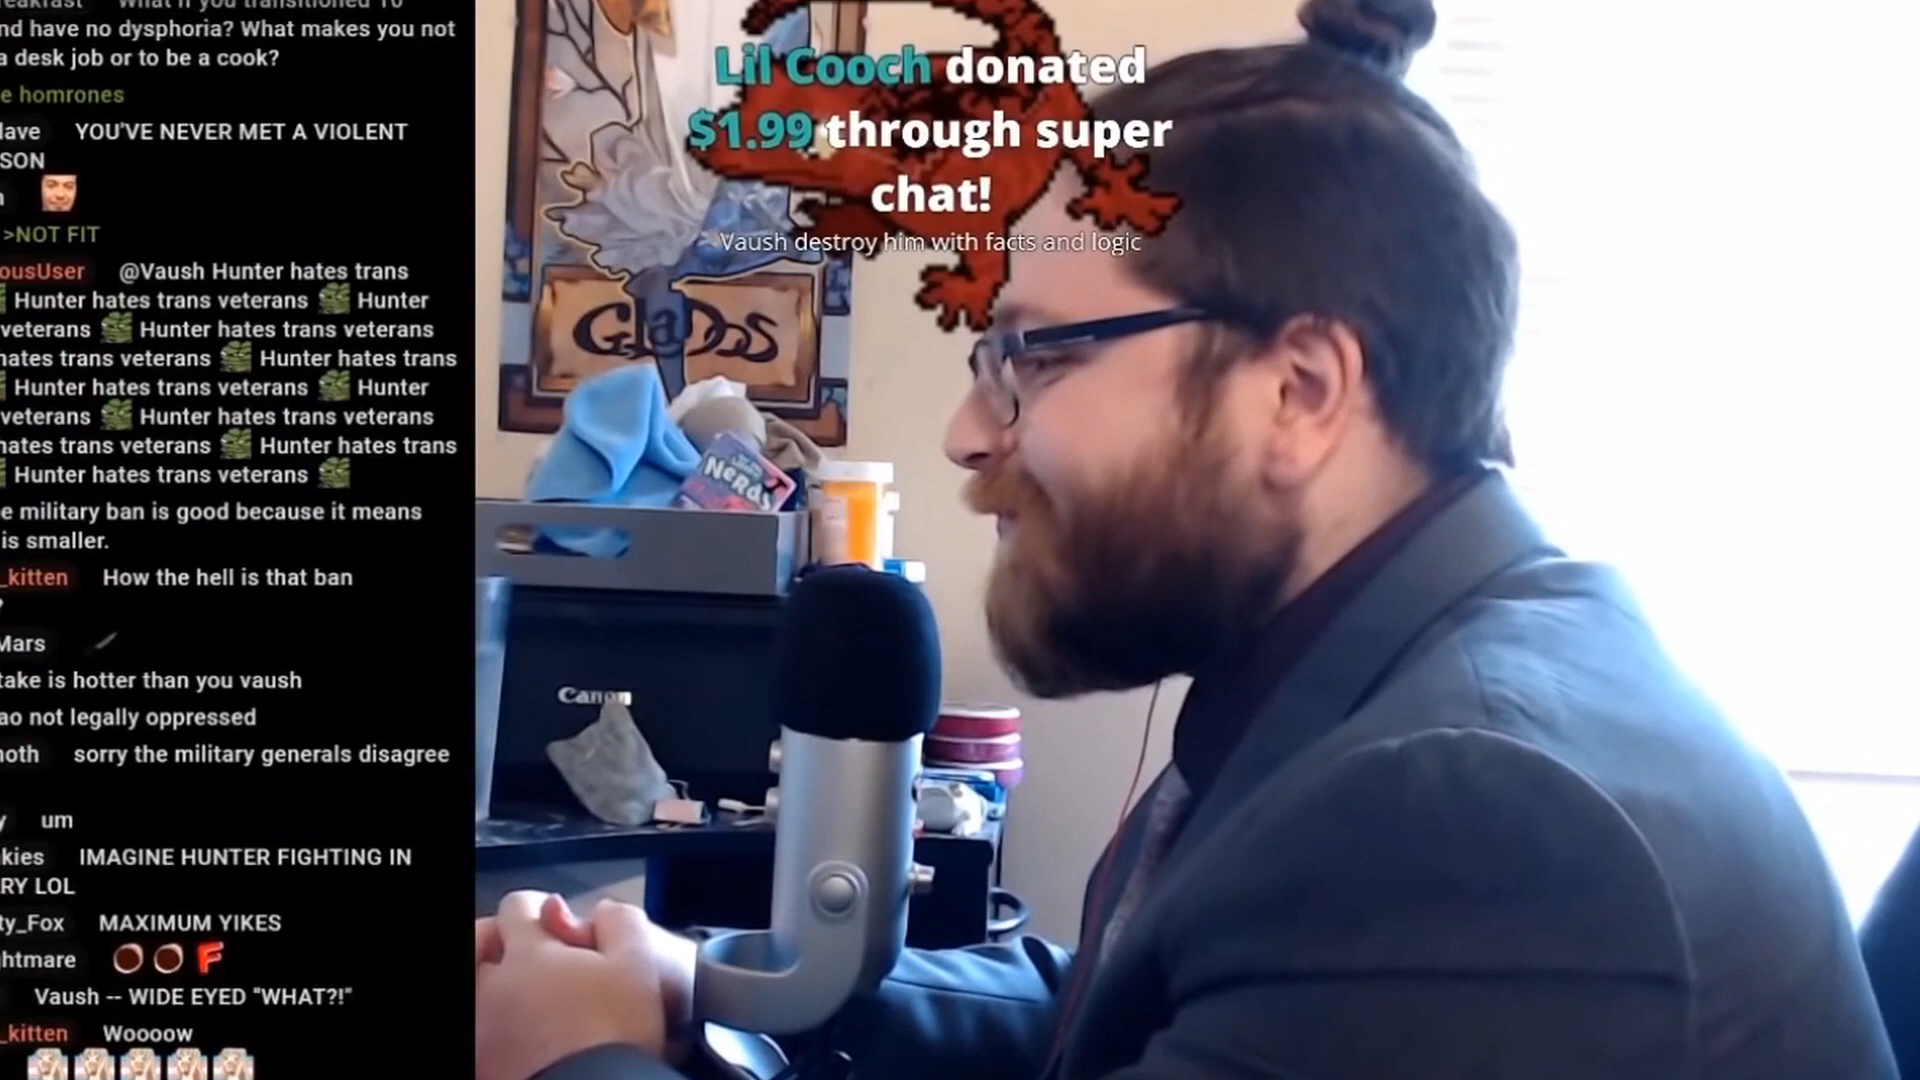 What if you transitioned 10
nd have no dysphoria? What makes you not
a desk job or to be a cook?
e homrones
lave YOU'VE NEVER MET A VIOLENT
SON
>NOT FIT
ousUser @Vaush Hunter hates trans
Hunter hates trans veterans Hunter
veterans Hunter hates trans veterans
hates trans veterans Hunter hates trans
Hunter hates trans veterans Hunter
veterans Hunter hates trans veterans
hates trans veterans Hunter hates trans
Hunter hates trans veterans
e military ban is good because it means
is smaller.
_kitten How the hell is that ban
?
Mars
take is hotter than you vaush
ao not legally oppressed
noth sorry the military generals disagree
y um
kies IMAGINE HUNTER FIGHTING IN
RY LOL
ty_Fox MAXIMUM YIKES
htmare F
Vaush -- WIDE EYED "WHAT?!"
_kitten Woooow
Lil Cooch donated
$1.99 through super
chat!
Vaush destroy him with facts and logic
GLaDOS
NeRdS
Canon